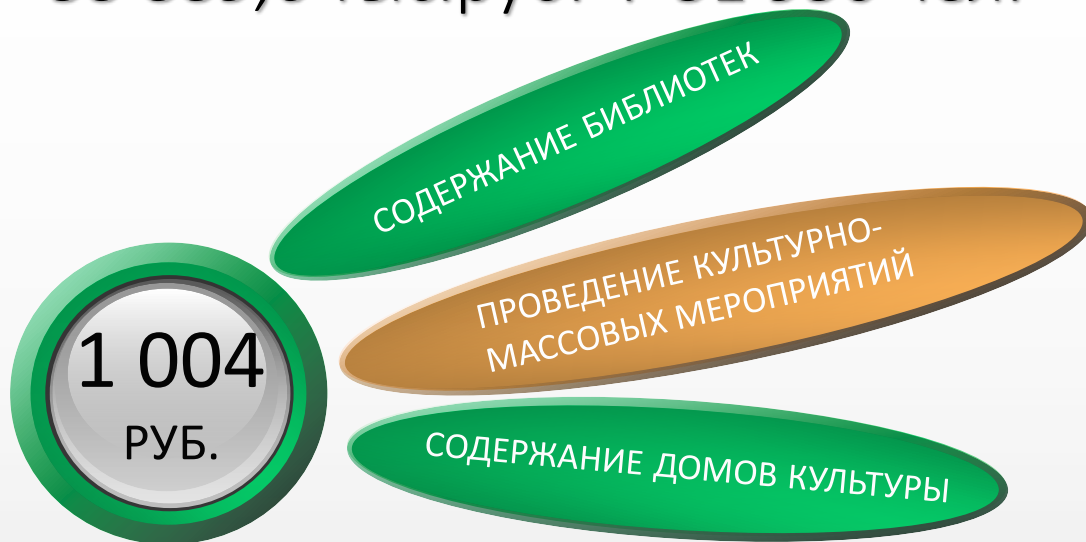 СОДЕРЖАНИЕ БИБЛИОТЕК
ПРОВЕДЕНИЕ КУЛЬТУРНО-
МАССОВЫХ МЕРОПРИЯТИЙ
1 004
РУБ.
СОДЕРЖАНИЕ ДОМОВ КУЛЬТУРЫ